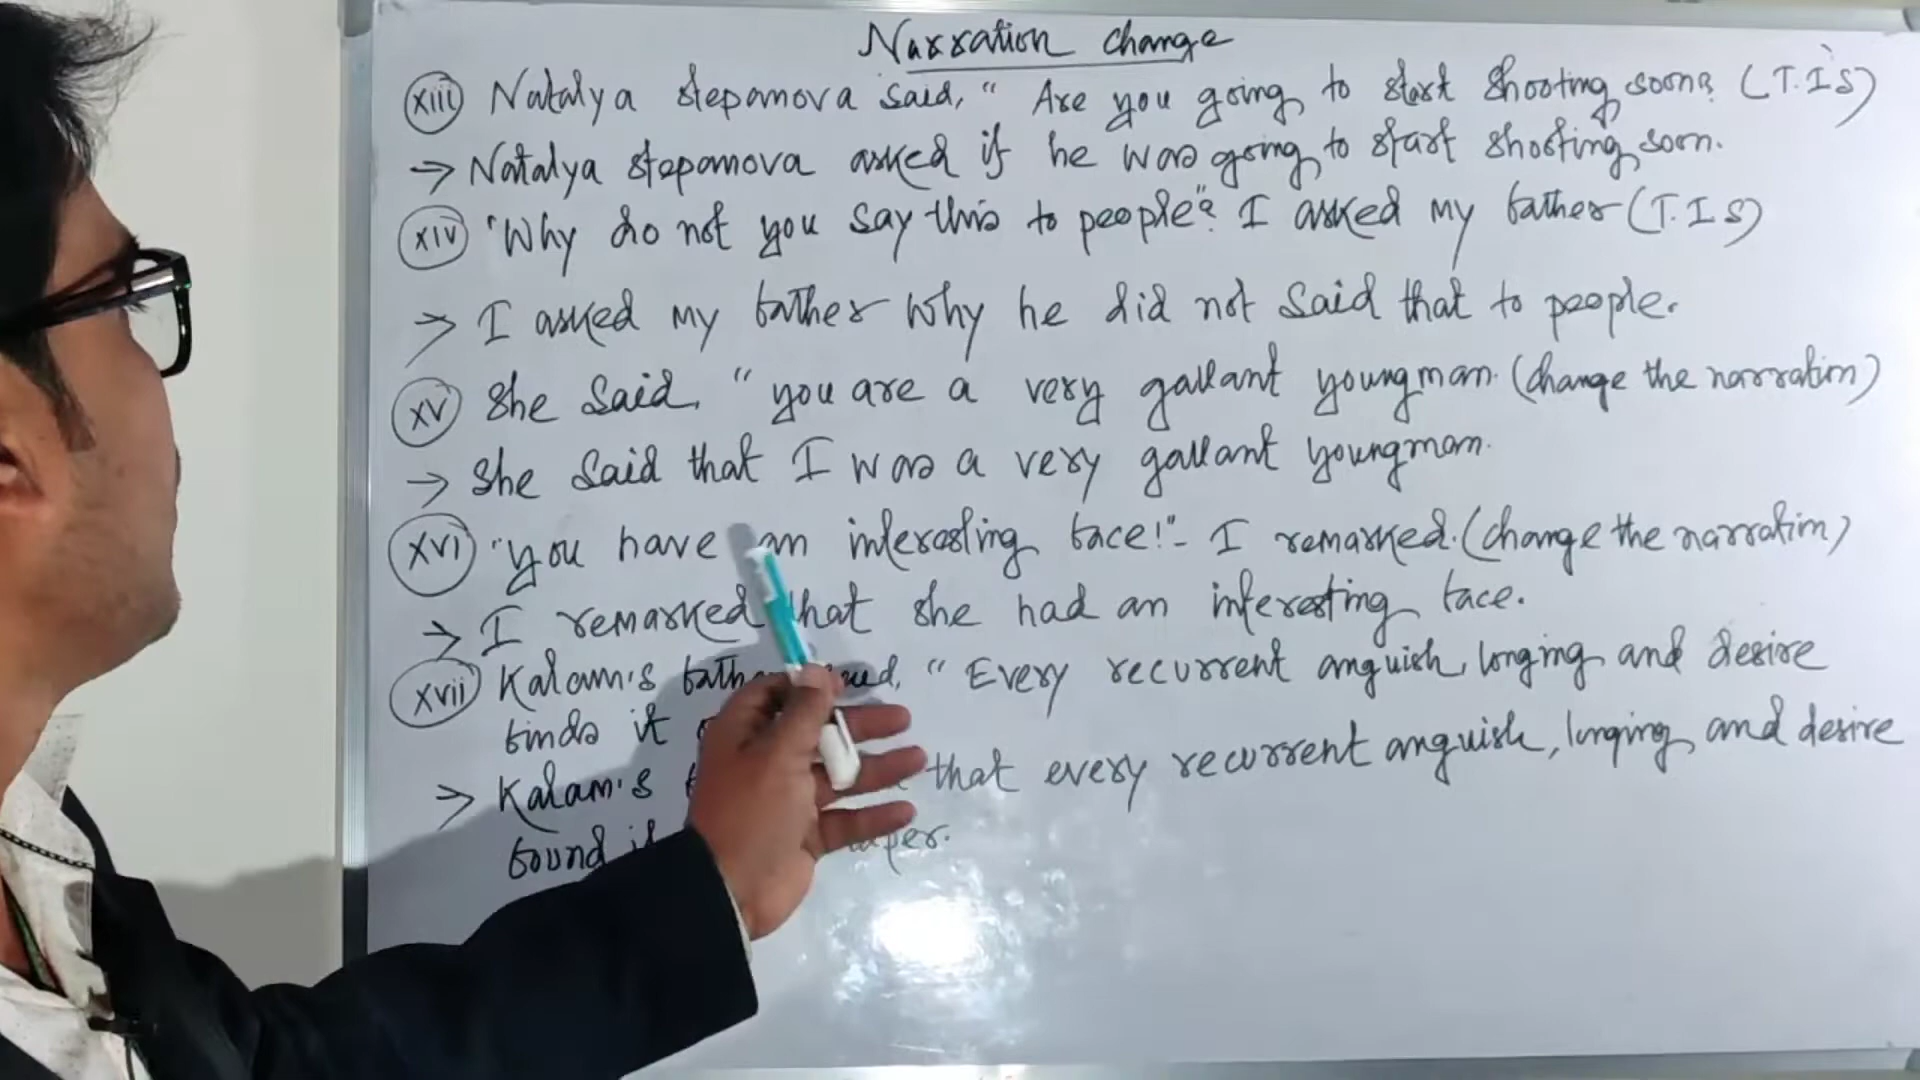 Narration change
(xiii) Natalya stepanova said, “Are you going to start shooting soon? (T.I.S)
→ Natalya stepanova asked if he was going to start shooting soon.
(xiv) "Why do not you say this to people"? I asked my father (T.I.S)
→ I asked my father why he did not said that to people.
(xv) She said, “you are a very gallant youngman. (change the narration)
→ She said that I was a very gallant youngman.
(xvi) "you have an interesting face!" - I remarked. (change the narration)
→ I remarked that she had an interesting face.
(xvii) Kalam's “Every recurrent anguish, longing and desire
finds it
→ Kalam's that every recurrent anguish, longing and desire
found